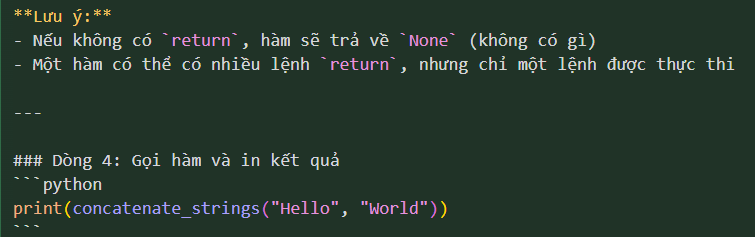 **Lưu ý:**
- Nếu không có `return`, hàm sẽ trả về `None` (không có gì)
- Một hàm có thể có nhiều lệnh `return`, nhưng chỉ một lệnh được thực thi
---
### Dòng 4: Gọi hàm và in kết quả
```python
print(concatenate_strings("Hello", "World"))
```